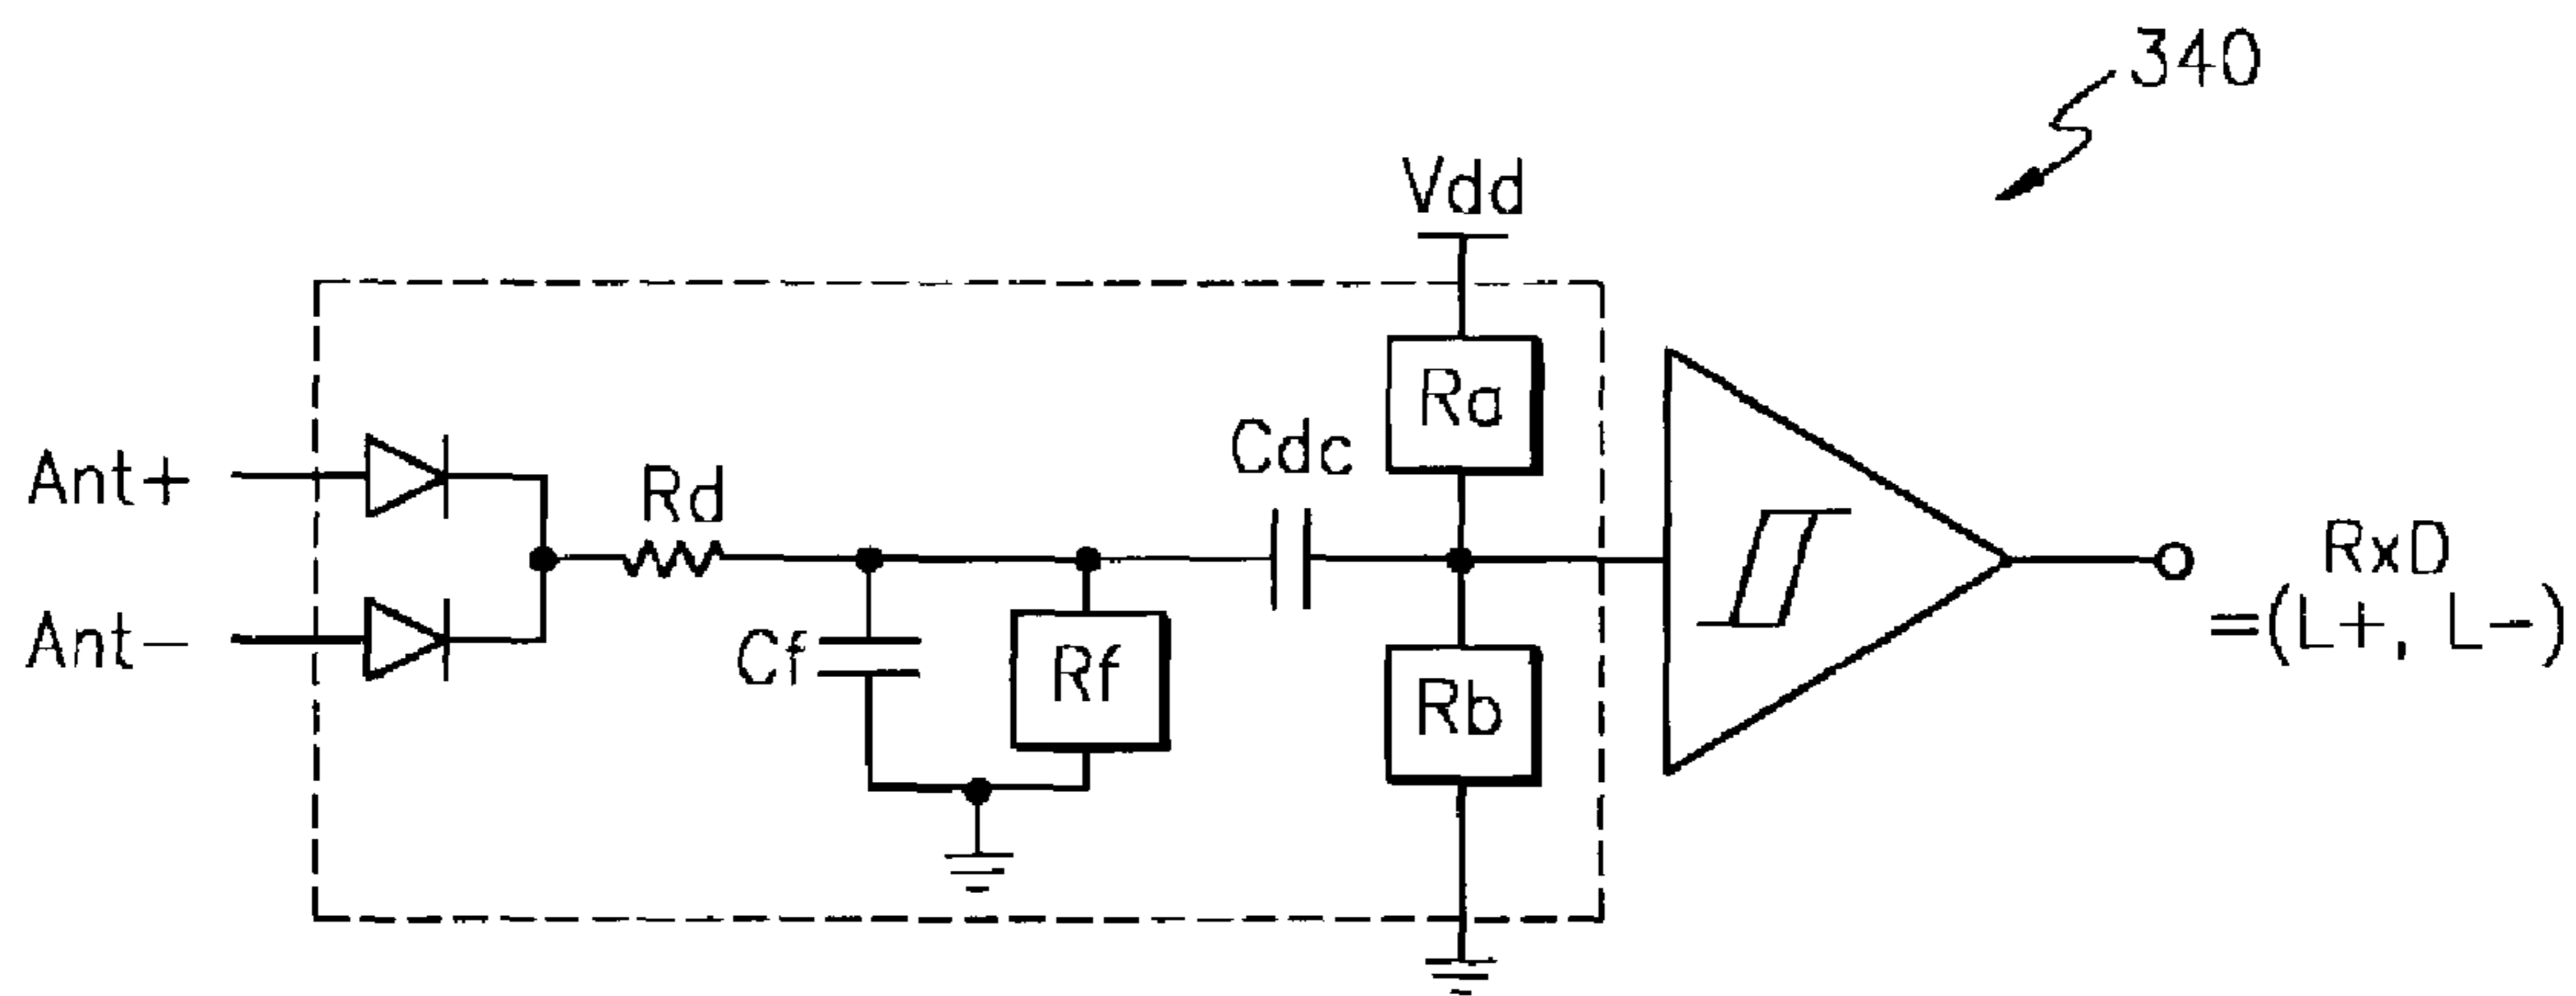 340
Vdd
Ra
Cdc
Ant+
Rd
RxD
=(L+, L-)
Ant-
Cf
Rf
Rb